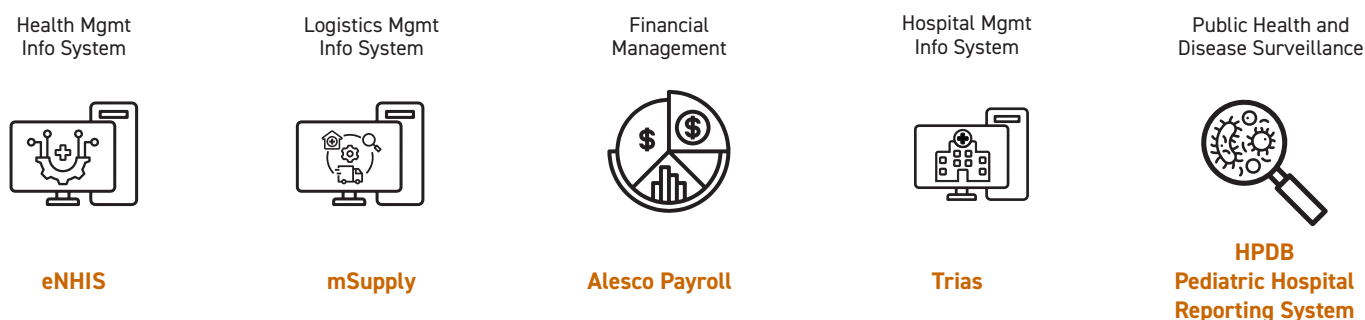 Health Mgmt
Info System
Logistics Mgmt
Info System
Financial
Management
Hospital Mgmt
Info System
Public Health and
Disease Surveillance
$
$
eNHIS
mSupply
Alesco Payroll
Trias
HPDB
Pediatric Hospital
Reporting System